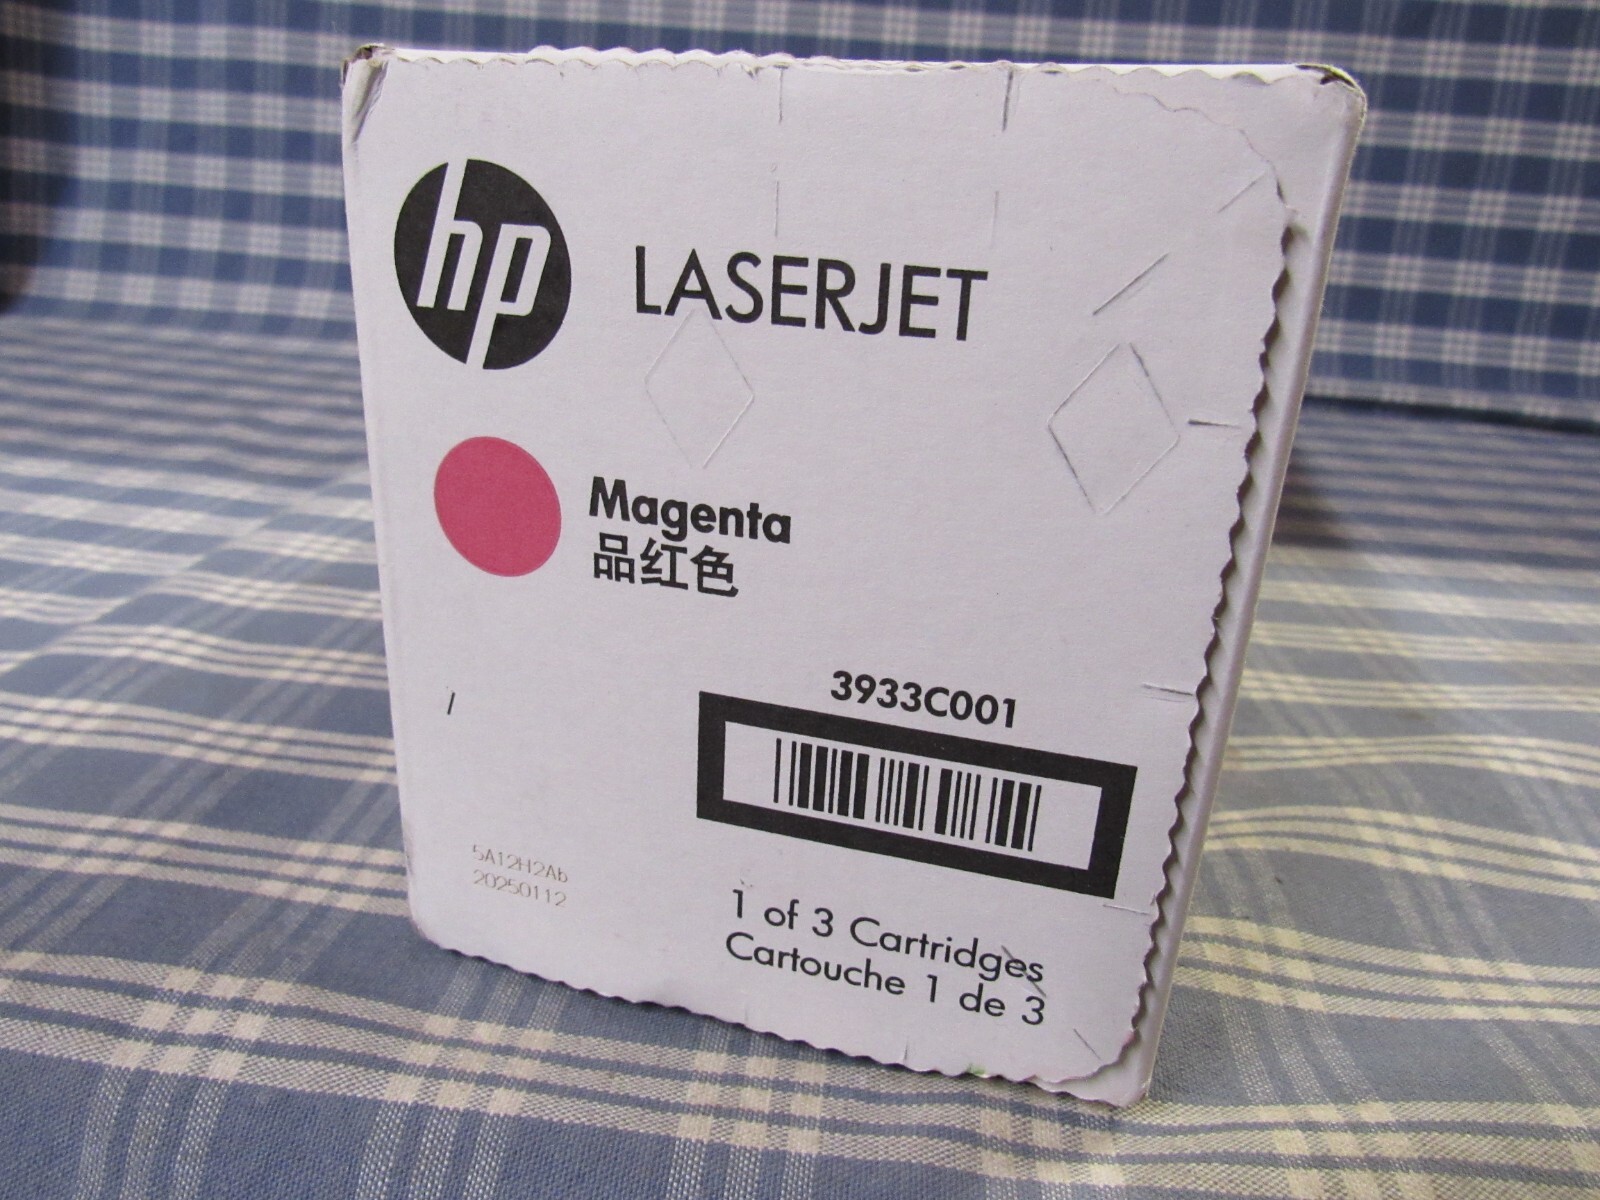 hp
LASERJET
Magenta
品红色
3933C001
5A12H2Ab
20250112
1 of 3 Cartridges
Cartouche 1 de 3